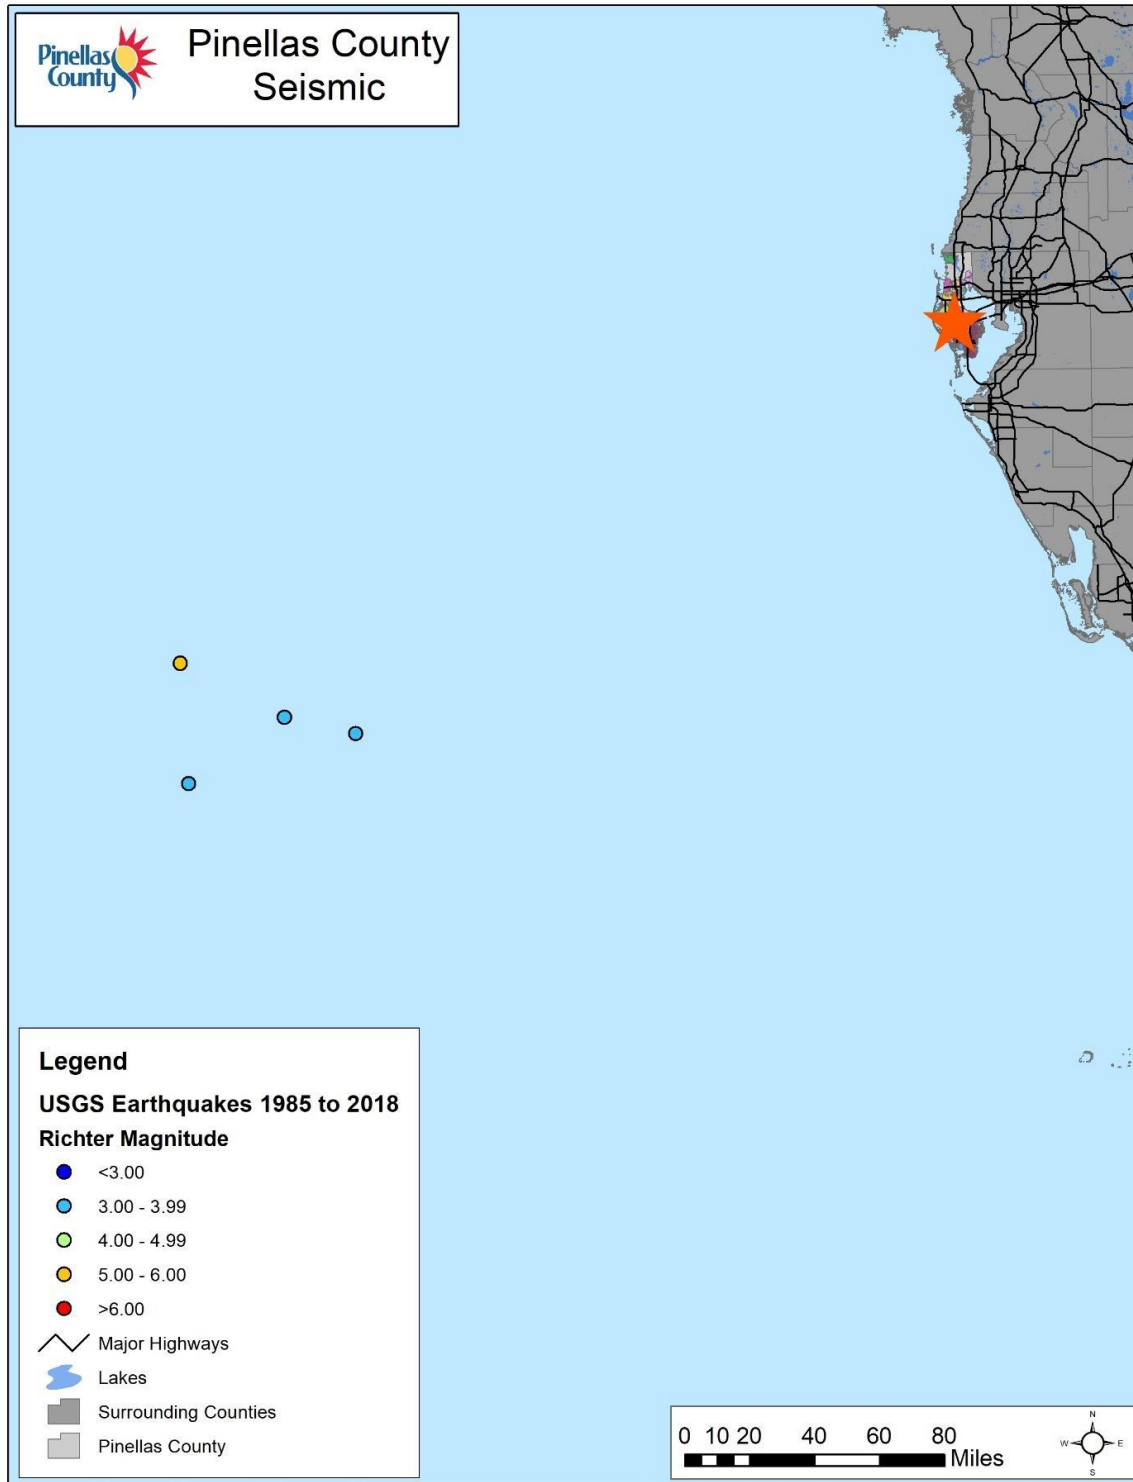 Pinellas
County
Pinellas County
Seismic
Legend
USGS Earthquakes 1985 to 2018
Richter Magnitude
<3.00
3.00 - 3.99
4.00 - 4.99
5.00 - 6.00
>6.00
Major Highways
Lakes
Surrounding Counties
Pinellas County
0 10 20 40 60 80
Miles
N
W E
S